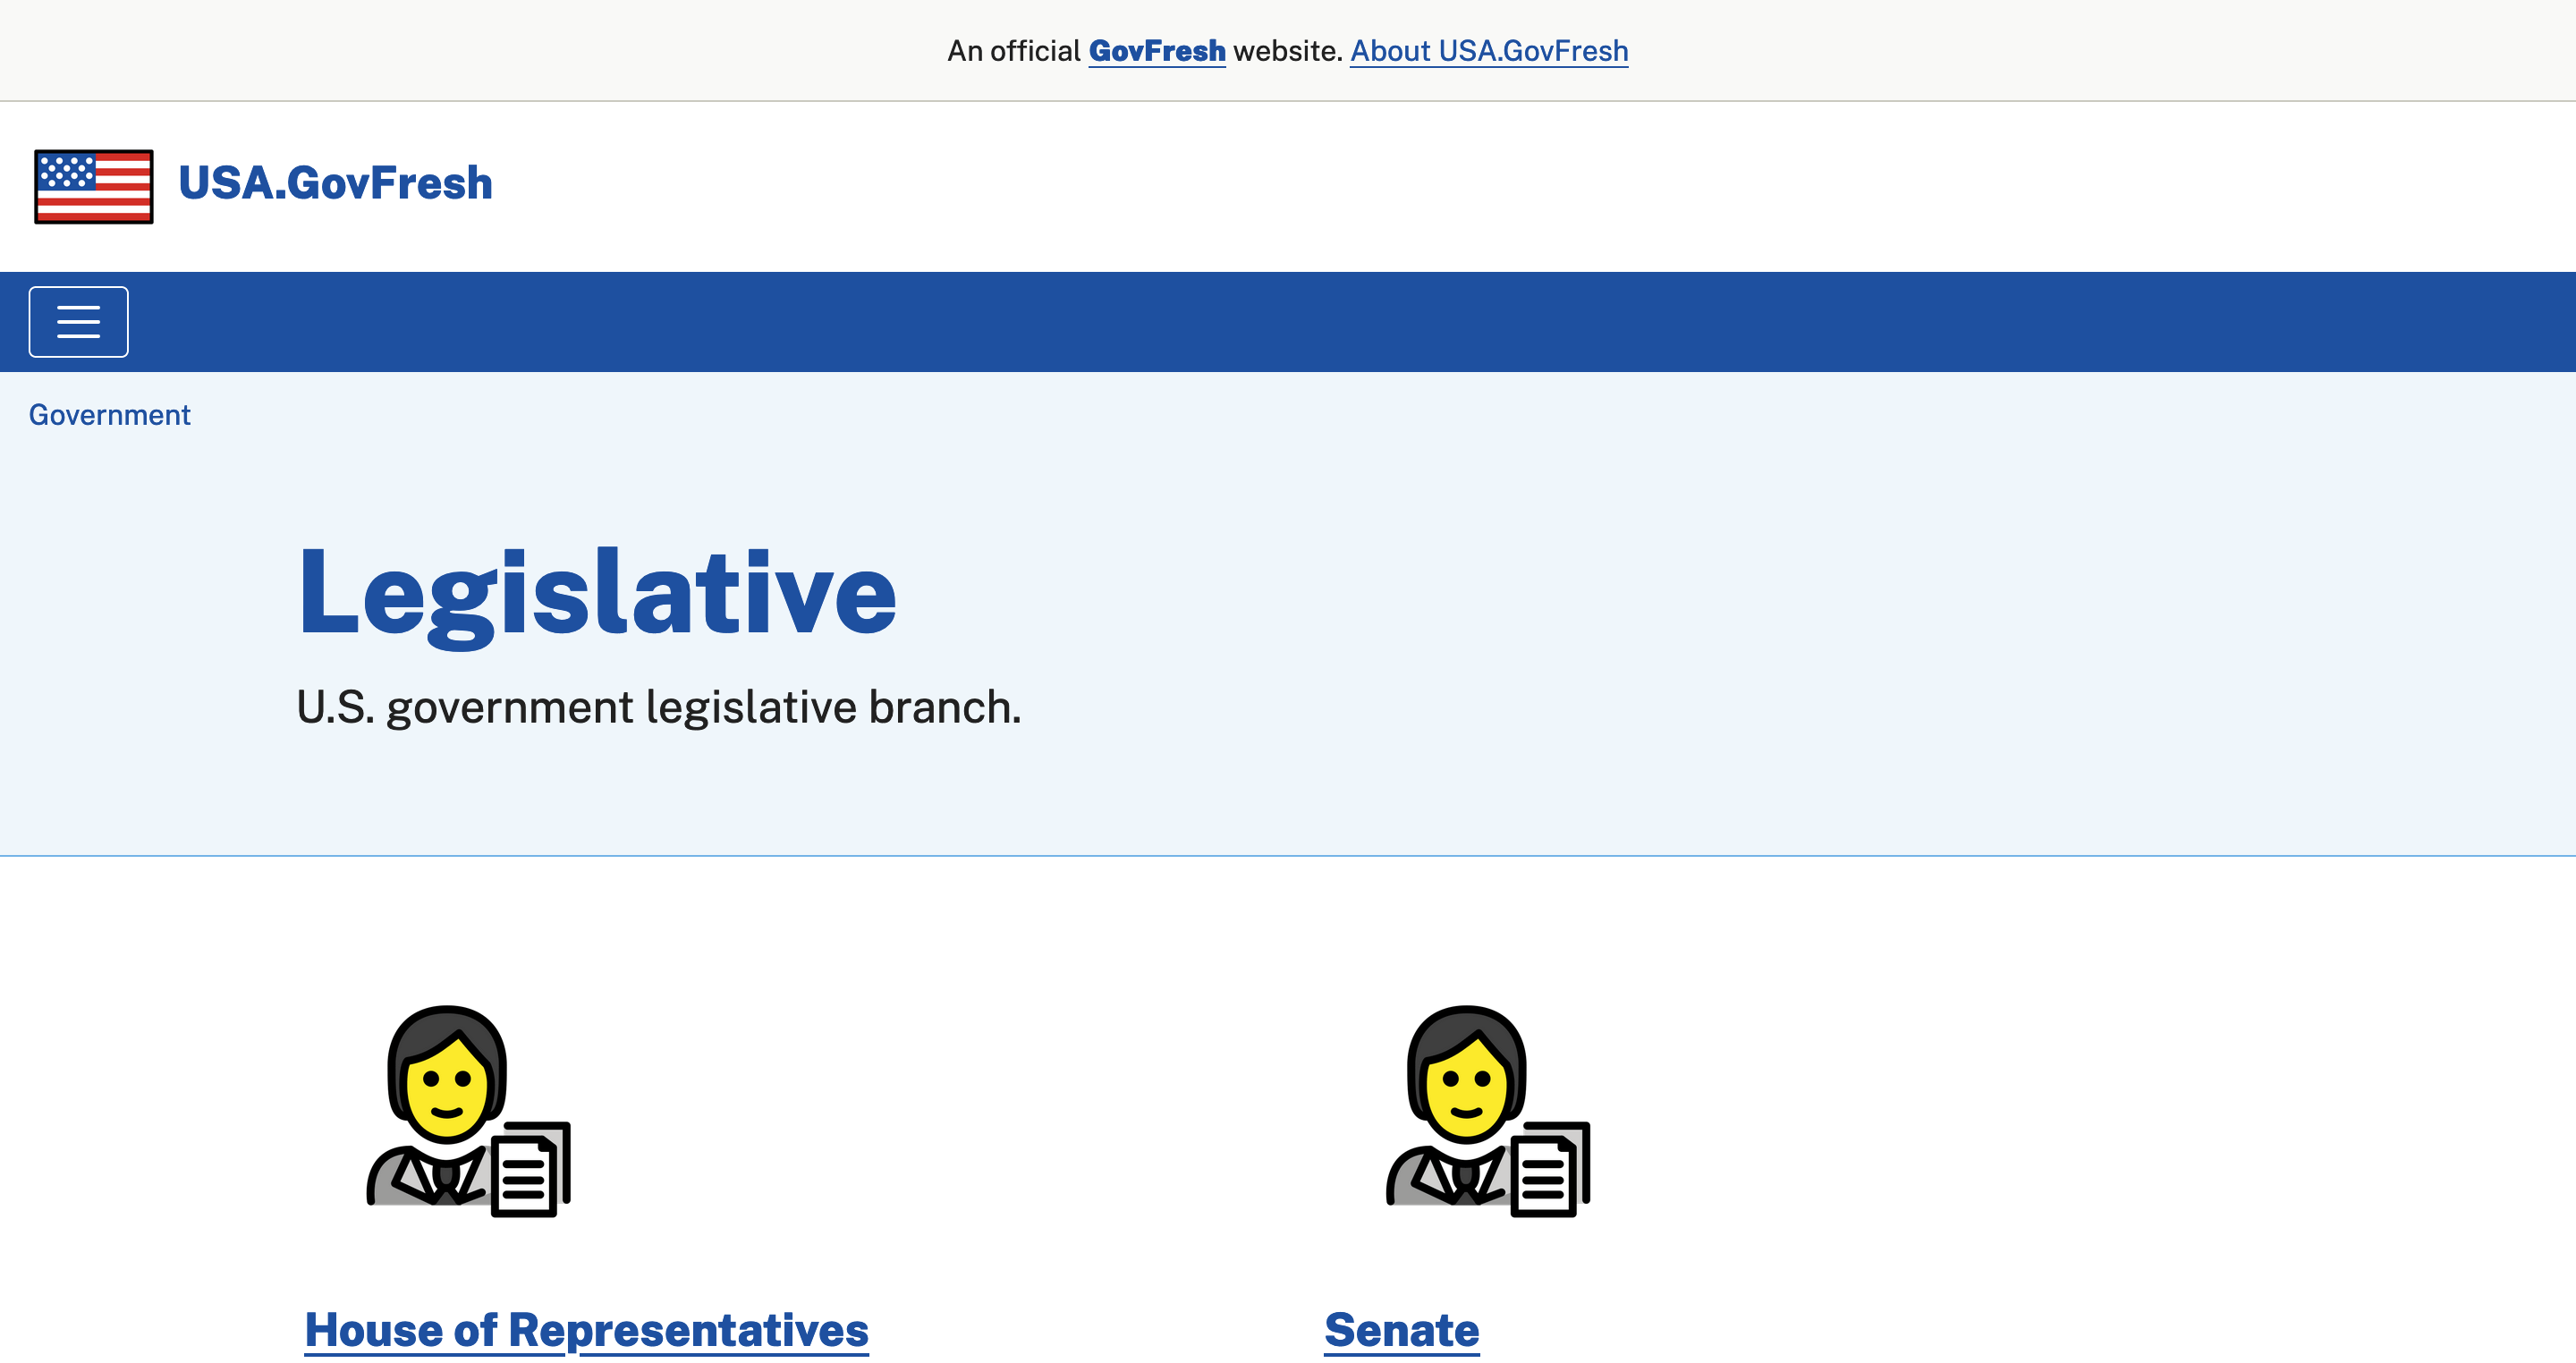 An official GovFresh website. About USA.GovFresh
USA.GovFresh
Government
Legislative
U.S. government legislative branch.
House of Representatives
Senate